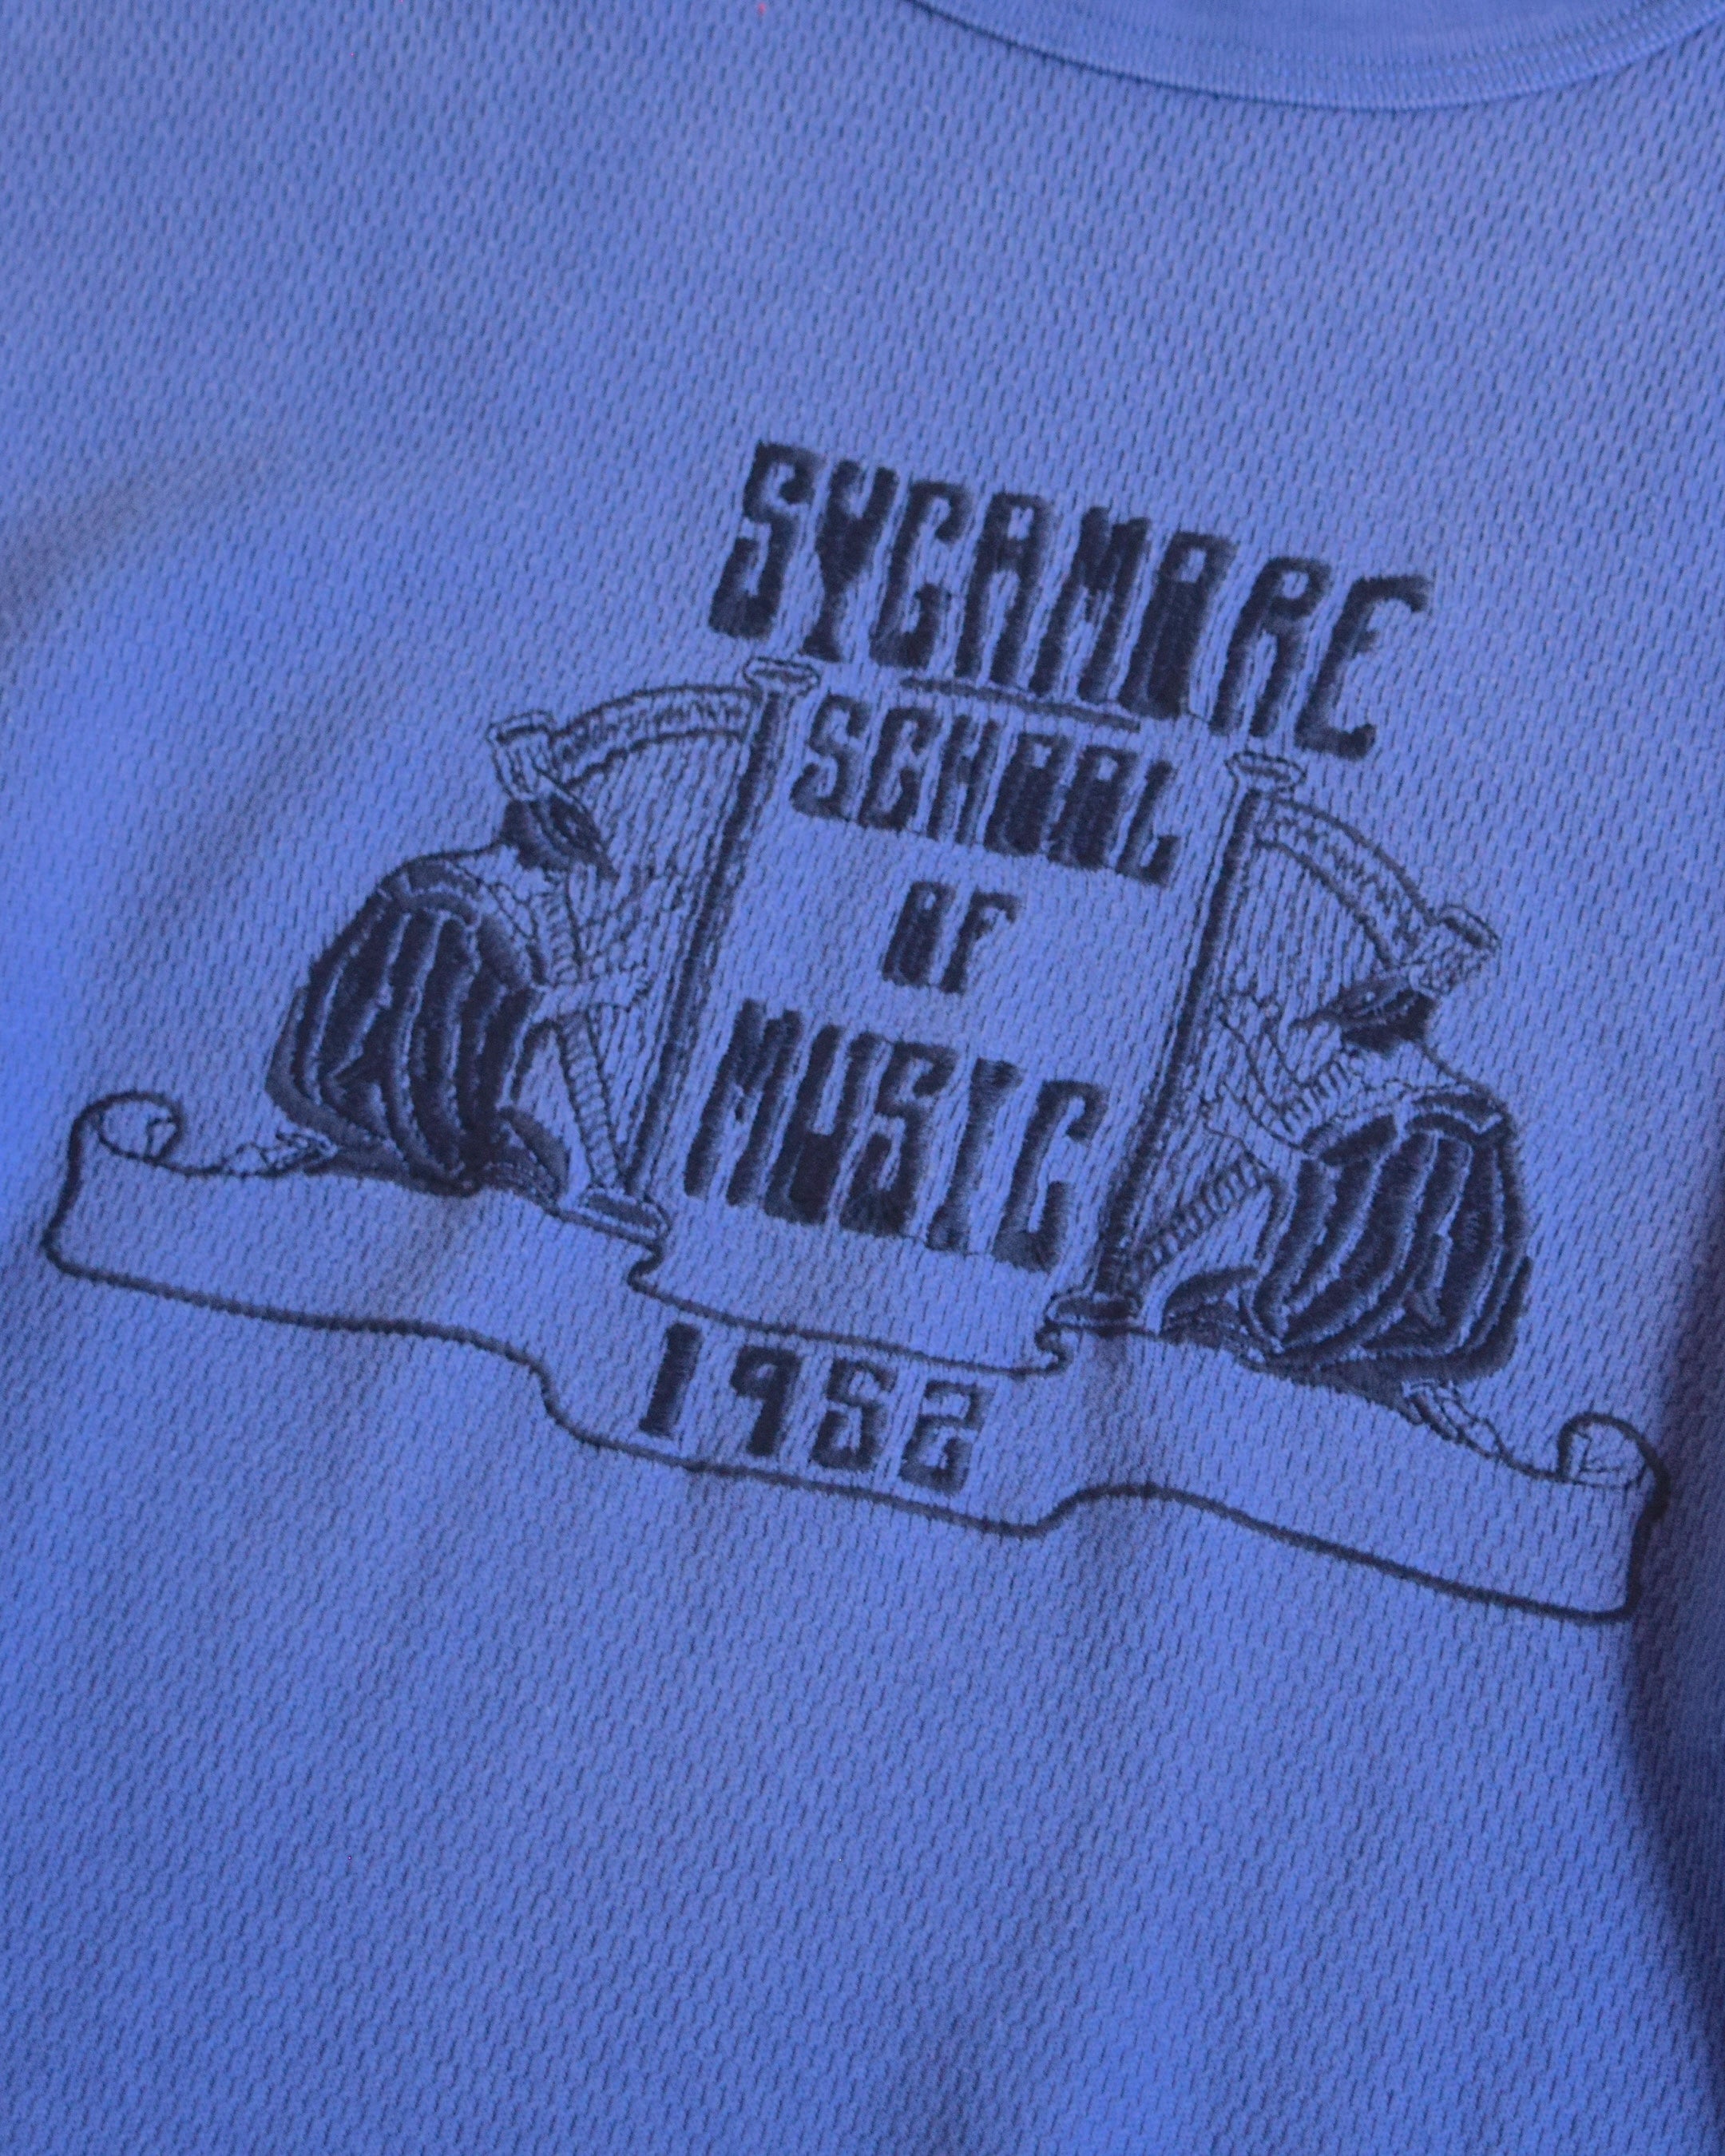 SYCAMORE
SCHOOL
OF
MUSIC
1952